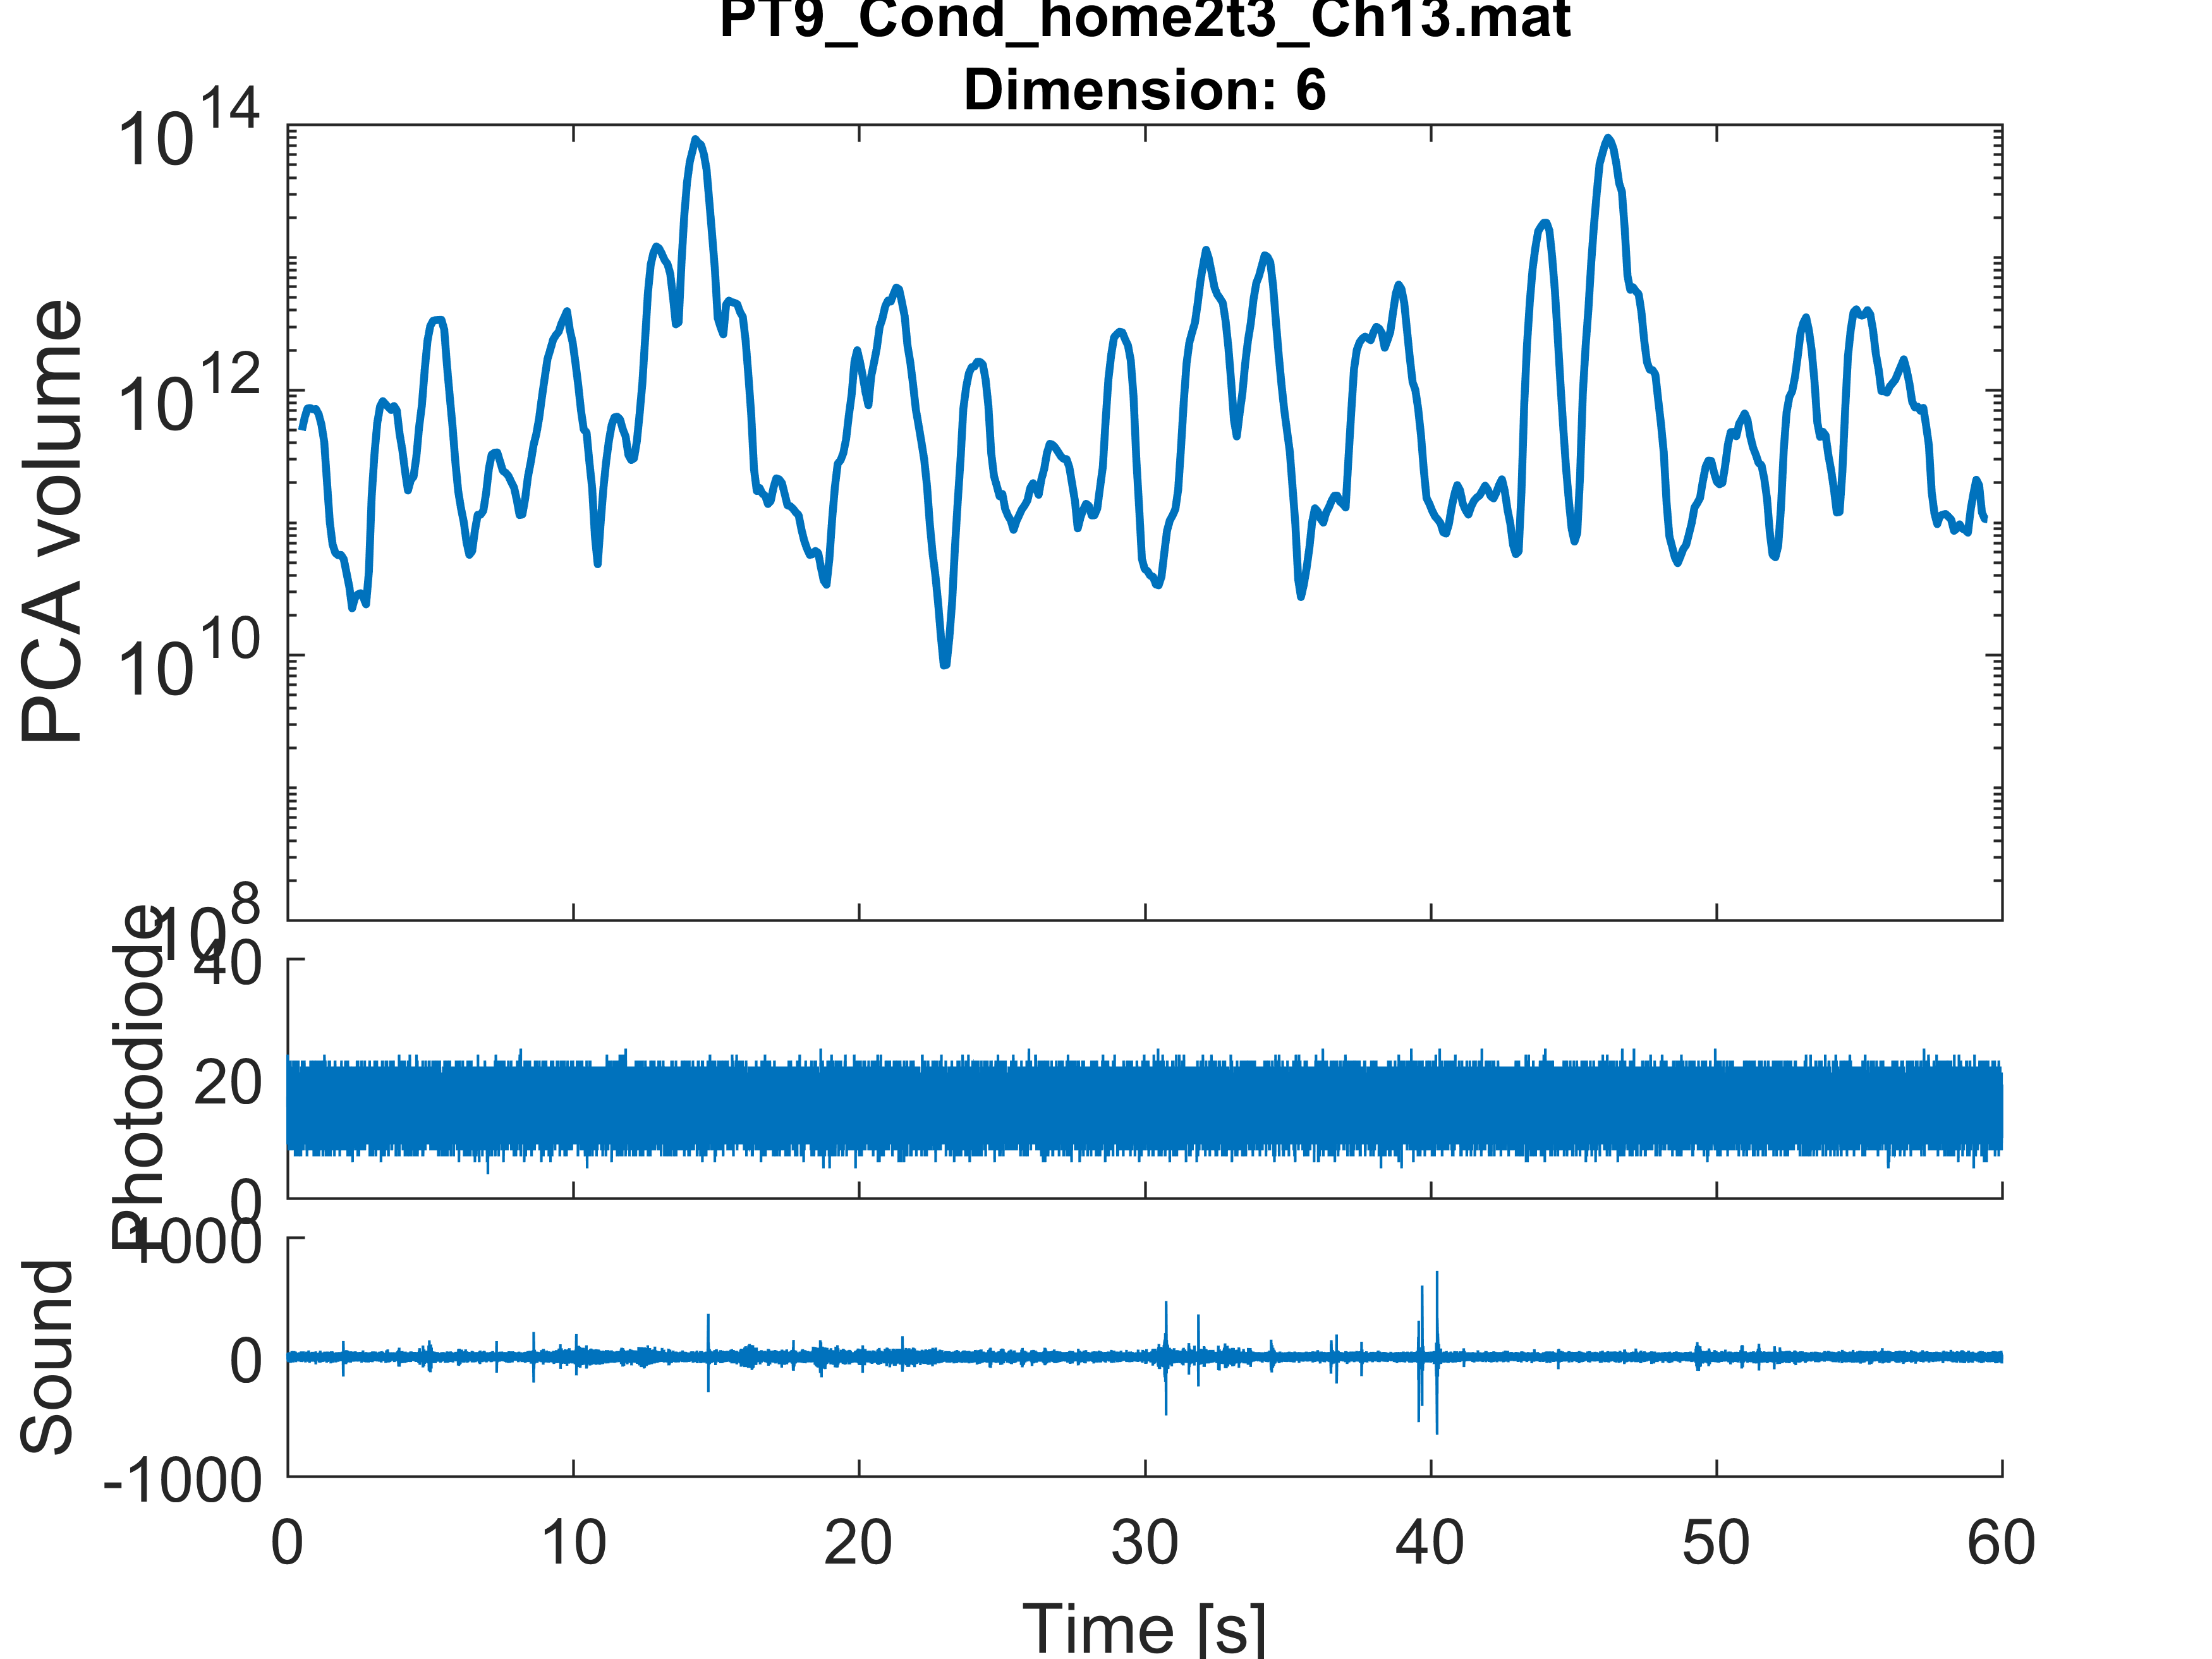 PT9_Cond_home2t3_Ch13.mat
Dimension: 6
PCA volume
10^14
10^12
10^10
10^8
Photodiode
40
20
0
Sound
1000
0
-1000
0 10 20 30 40 50 60
Time [s]